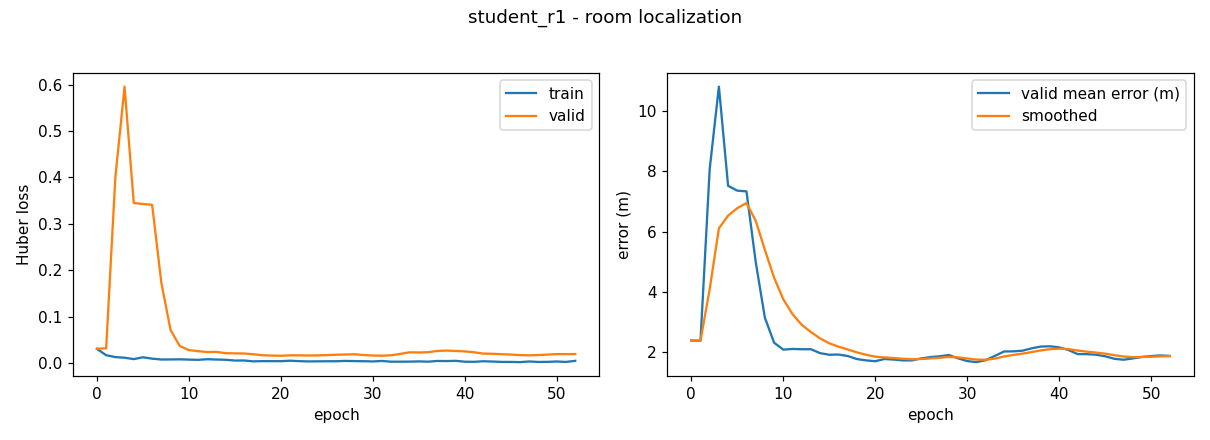 student_r1 - room localization
train
valid
0.6
0.5
0.4
0.3
0.2
0.1
0.0
Huber loss
0 10 20 30 40 50
epoch
valid mean error (m)
smoothed
10
8
6
4
2
error (m)
0 10 20 30 40 50
epoch